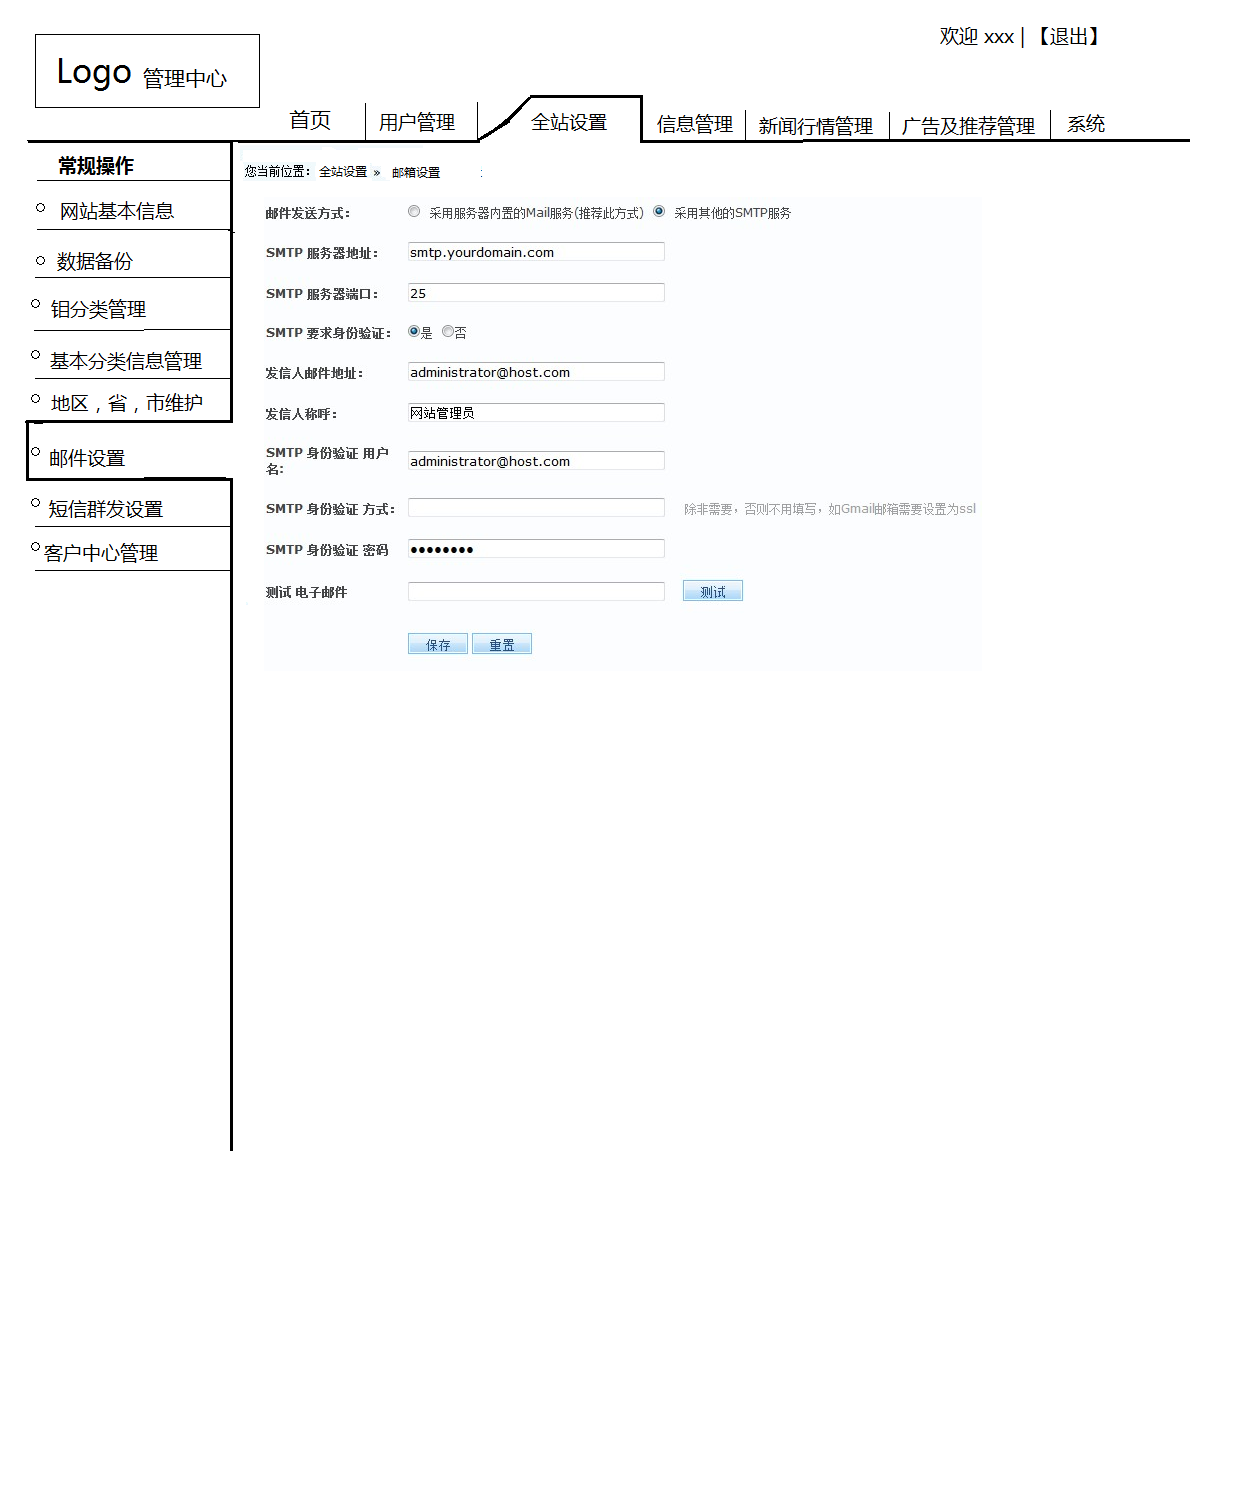 欢迎 xxx | 【退出】
Logo 管理中心
首页 用户管理 全站设置 信息管理 新闻行情管理 广告及推荐管理 系统
常规操作
网站基本信息
数据备份
钼分类管理
基本分类信息管理
地区，省，市维护
邮件设置
短信群发设置
客户中心管理
您当前位置： 全站设置 » 邮箱设置 :
邮件发送方式： 采用服务器内置的Mail服务(推荐此方式) 采用其他的SMTP服务
SMTP 服务器地址： smtp.yourdomain.com
SMTP 服务器端口： 25
SMTP 要求身份验证： 是 否
发信人邮件地址： administrator@host.com
发信人称呼： 网站管理员
SMTP 身份验证 用户名： administrator@host.com
SMTP 身份验证 方式： 除非需要，否则不用填写，如Gmail邮箱需要设置为ssl
SMTP 身份验证 密码 ●●●●●●●●
测试 电子邮件 测试
保存 重置